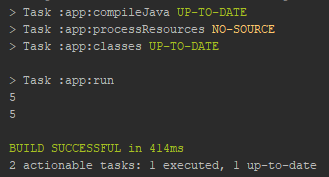 > Task :app:compileJava UP-TO-DATE
> Task :app:processResources NO-SOURCE
> Task :app:classes UP-TO-DATE
> Task :app:run
5
5
BUILD SUCCESSFUL in 414ms
2 actionable tasks: 1 executed, 1 up-to-date